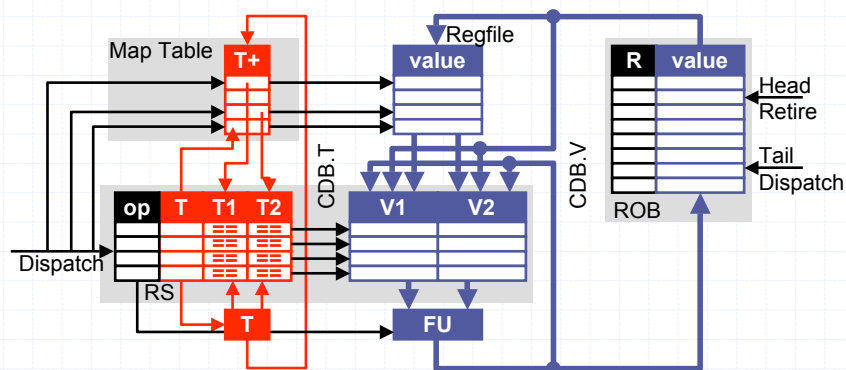 Map Table
T+
Regfile
value
R value
Head
Retire
Tail
Dispatch
ROB
CDB.T
CDB.V
op T T1 T2
V1 V2
== ==
== ==
== ==
== ==
Dispatch
RS
T
FU